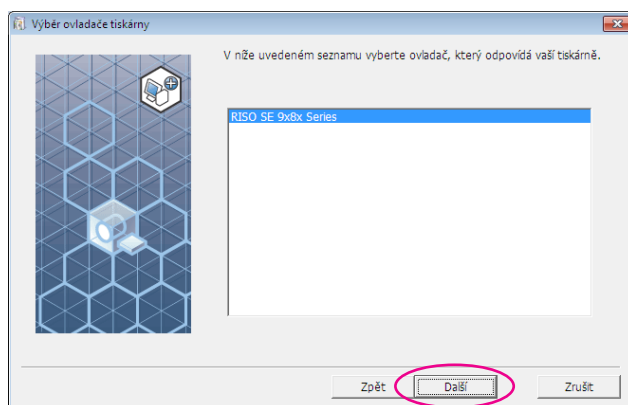 Výběr ovladače tiskárny
V níže uvedeném seznamu vyberte ovladač, který odpovídá vaší tiskárně.
RISO SE 9x8x Series
Zpět
Další
Zrušit